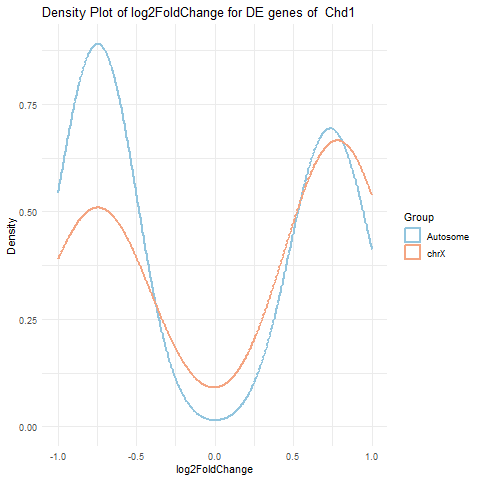 Density Plot of log2FoldChange for DE genes of  Chd1
Density
0.75
0.50
0.25
0.00
-1.0
-0.5
0.0
0.5
1.0
log2FoldChange
Group
Autosome
chrX